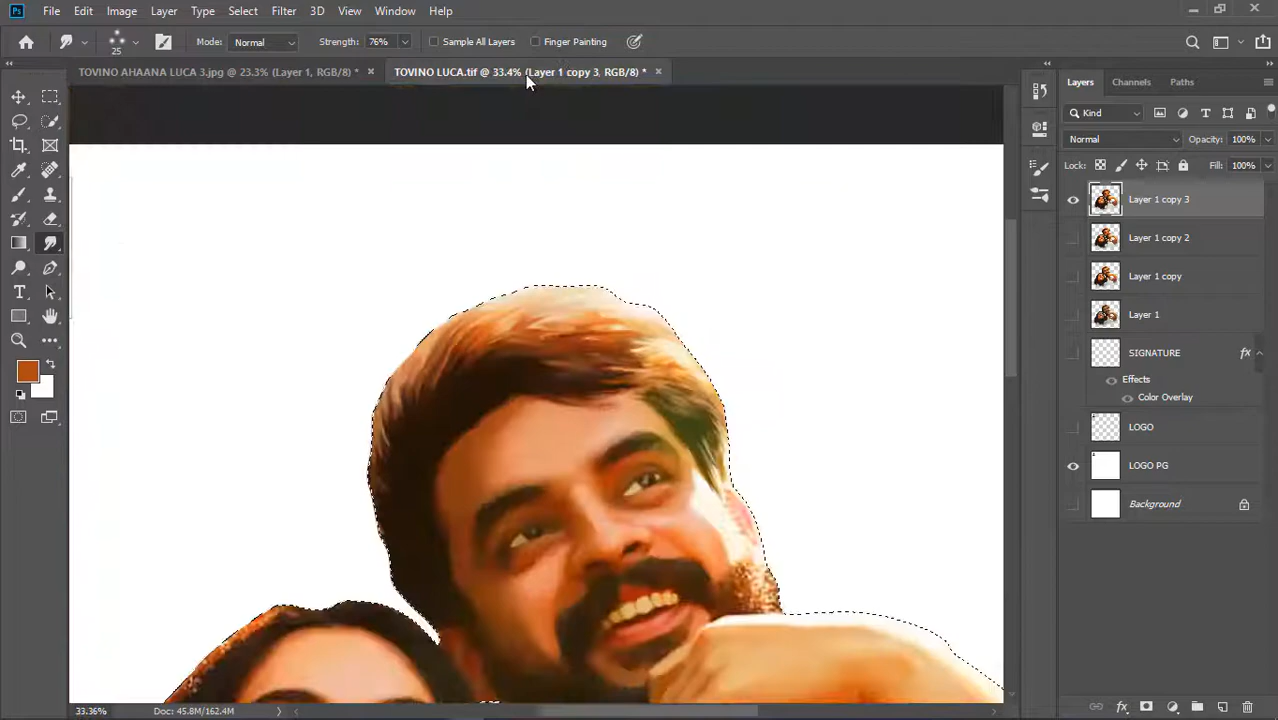 Ps File Edit Image Layer Type Select Filter 3D View Window Help
25 Mode: Normal Strength: 76% Sample All Layers Finger Painting
TOVINO AHAANA LUCA 3.jpg @ 23.3% (Layer 1, RGB/8) * × TOVINO LUCA.tif @ 33.4% (Layer 1 copy 3, RGB/8) * ×
Layers Channels Paths
Kind
Normal Opacity: 100%
Lock: Fill: 100%
Layer 1 copy 3
Layer 1 copy 2
Layer 1 copy
Layer 1
SIGNATURE fx
Effects
Color Overlay
LOGO
LOGO PG
Background
33.36% Doc: 45.8M/162.4M fx